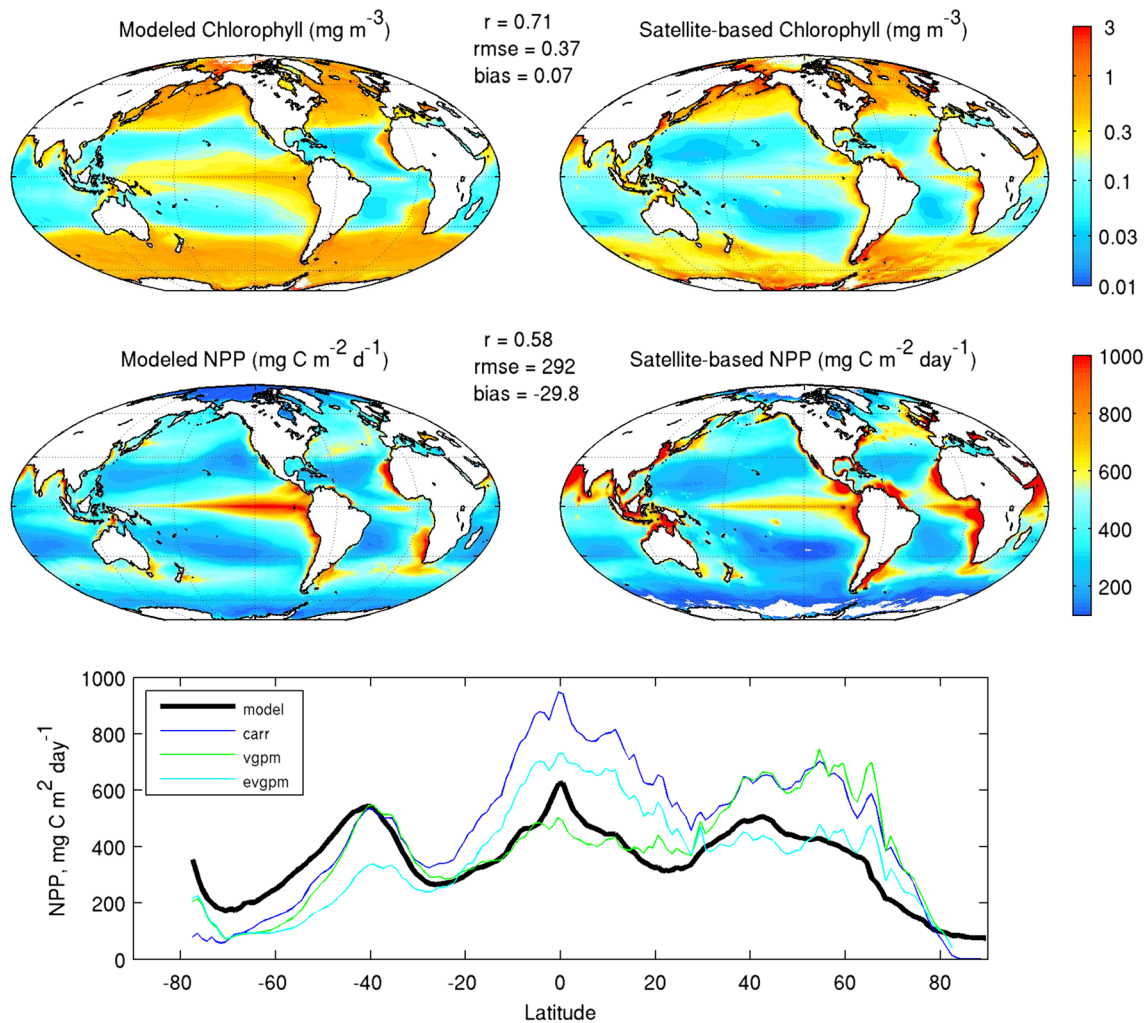 Modeled Chlorophyll (mg m⁻³)
r = 0.71
rmse = 0.37
bias = 0.07
Satellite-based Chlorophyll (mg m⁻³)
3
1
0.3
0.1
0.03
0.01
Modeled NPP (mg C m⁻² d⁻¹)
r = 0.58
rmse = 292
bias = -29.8
Satellite-based NPP (mg C m⁻² day⁻¹)
1000
800
600
400
200
NPP, mg C m² day⁻¹
1000
800
600
400
200
0
model
carr
vgpm
evgpm
-80 -60 -40 -20 0 20 40 60 80
Latitude